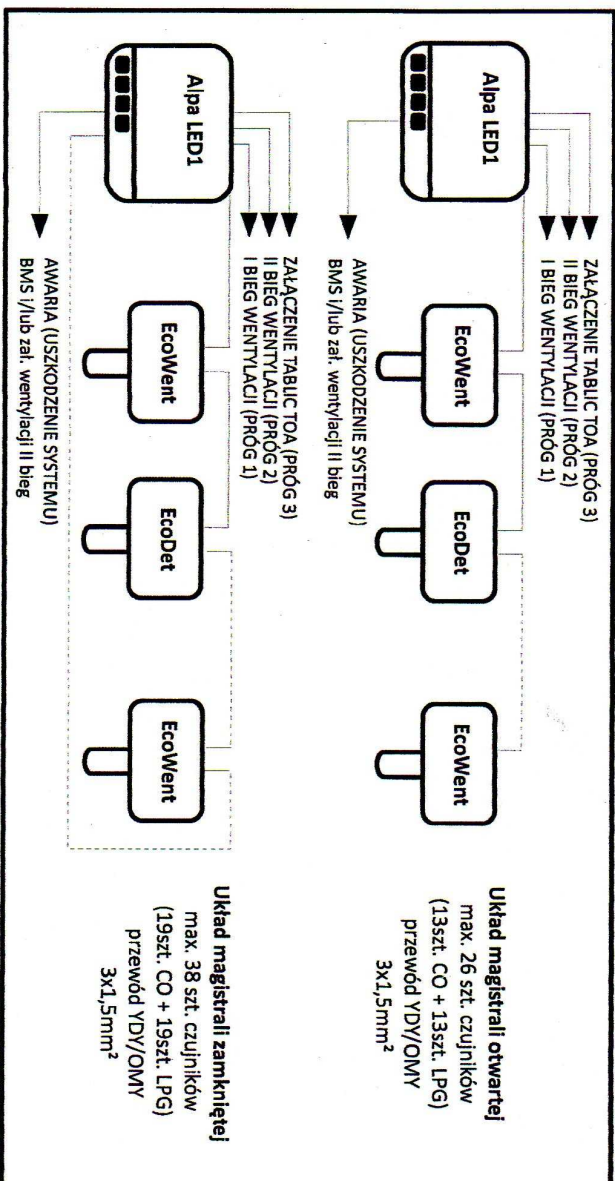 ZAŁĄCZENIE TABLIC TOA (PRÓG 3)
II BIEG WENTYLACJI (PRÓG 2)
I BIEG WENTYLACJI (PRÓG 1)
Alpa LED1
EcoWent
EcoDet
EcoWent
AWARIA (USZKODZENIE SYSTEMU)
BMS i/lub zał. wentylacji II bieg
Układ magistrali otwartej
max. 26 szt. czujników
(13szt. CO + 13szt. LPG)
przewód YDY/OMY
3x1,5mm²
ZAŁĄCZENIE TABLIC TOA (PRÓG 3)
II BIEG WENTYLACJI (PRÓG 2)
I BIEG WENTYLACJI (PRÓG 1)
Alpa LED1
EcoWent
EcoDet
EcoWent
AWARIA (USZKODZENIE SYSTEMU)
BMS i/lub zał. wentylacji II bieg
Układ magistrali zamkniętej
max. 38 szt. czujników
(19szt. CO + 19szt. LPG)
przewód YDY/OMY
3x1,5mm²